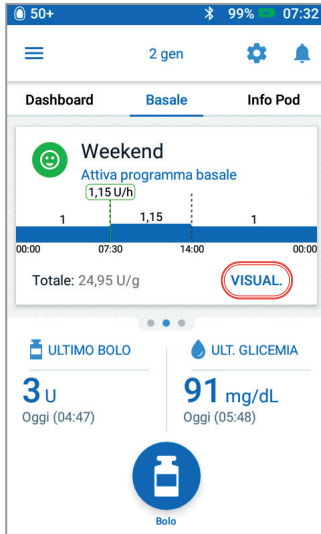 50+ 99% 07:32
2 gen
Dashboard Basale Info Pod
Weekend
Attiva programma basale
1,15 U/h
1 1,15 1
00:00 07:30 14:00 00:00
Totale: 24,95 U/g VISUAL.
ULTIMO BOLO ULT. GLICEMIA
3 U 91 mg/dL
Oggi (04:47) Oggi (05:48)
Bolo